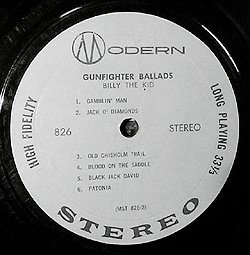 MODERN
GUNFIGHTER BALLADS
BILLY THE KID
1. GAMBLIN' MAN
2. JACK O' DIAMONDS
HIGH FIDELITY
826
STEREO
LONG PLAYING 33⅓
3. OLD CHISHOLM TRAIL
4. BLOOD ON THE SADDLE
5. BLACK JACK DAVID
6. PATONIA
(MST 826-2)
STEREO